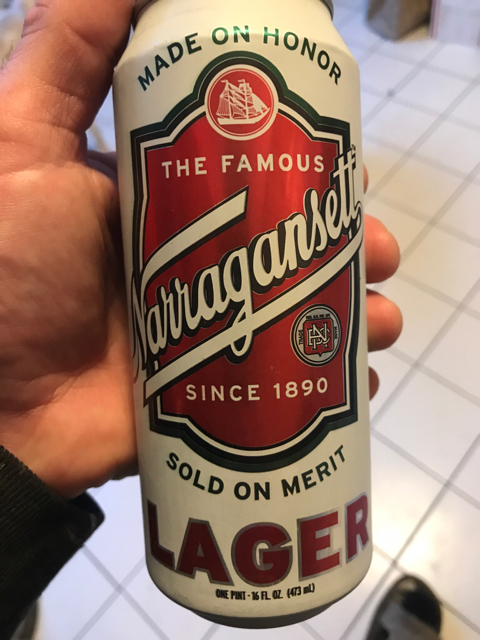 MADE ON HONOR
THE FAMOUS
Narragansett
SINCE 1890
SOLD ON MERIT
LAGER
ONE PINT - 16 FL. OZ. (473 mL)